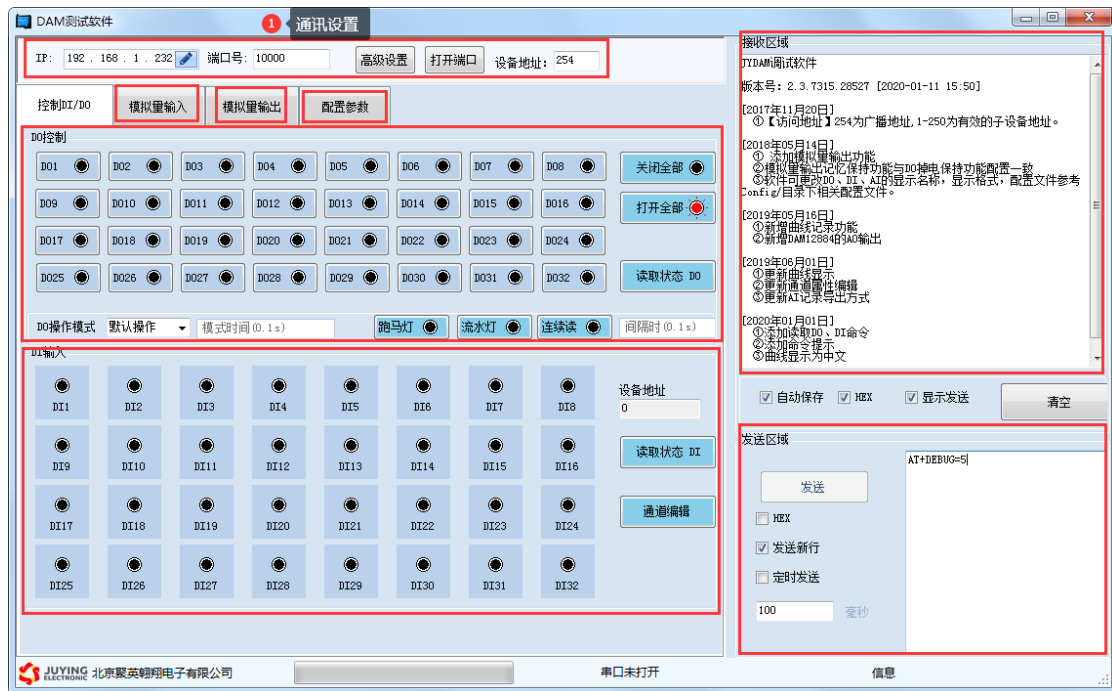 DAM测试软件
1 通讯设置
IP: 192 . 168 . 1 . 232 端口号: 10000 高级设置 打开端口 设备地址: 254
控制DI/DO 模拟量输入 模拟量输出 配置参数
DO控制
DO1 DO2 DO3 DO4 DO5 DO6 DO7 DO8 关闭全部
DO9 DO10 DO11 DO12 DO13 DO14 DO15 DO16 打开全部
DO17 DO18 DO19 DO20 DO21 DO22 DO23 DO24
DO25 DO26 DO27 DO28 DO29 DO30 DO31 DO32 读取状态 DO
DO操作模式 默认操作 模式时间(0.1s) 跑马灯 流水灯 连续读 间隔时(0.1s)
DI输入
DI1 DI2 DI3 DI4 DI5 DI6 DI7 DI8
设备地址
0
DI9 DI10 DI11 DI12 DI13 DI14 DI15 DI16
读取状态 DI
DI17 DI18 DI19 DI20 DI21 DI22 DI23 DI24
通道编辑
DI25 DI26 DI27 DI28 DI29 DI30 DI31 DI32
接收区域
JYDAM调试软件
版本号: 2.3.7315.28527 [2020-01-11 15:50]
[2017年11月20日]
①【访问地址】254为广播地址,1-250为有效的子设备地址。
[2018年05月14日]
① 添加模拟量输出功能
②模拟量输出记忆保持功能与DO掉电保持功能配置一致
③软件可更改DO、DI、AI的显示名称,显示格式,配置文件参考
Config/目录下相关配置文件。
[2019年05月16日]
①新增曲线记录功能
②新增DAM12884的AO输出
[2019年06月01日]
①更新曲线显示
②更新通道属性编辑
③更新AI记录导出方式
[2020年01月01日]
①添加读取DO、DI命令
②添加命令提示
③曲线显示为中文
自动保存 HEX 显示发送 清空
发送区域
AT+DEBUG=5
发送
HEX
发送新行
定时发送
100 毫秒
JUYING ELECTRONIC 北京聚英翱翔电子有限公司 串口未打开 信息